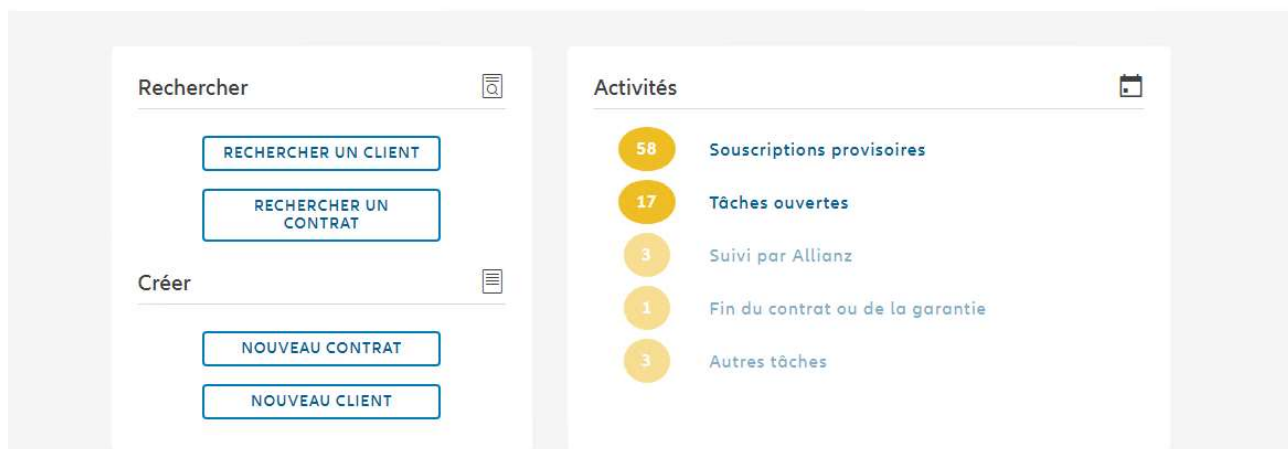 Rechercher
RECHERCHER UN CLIENT
RECHERCHER UN
CONTRAT
Créer
NOUVEAU CONTRAT
NOUVEAU CLIENT
Activités
58 Souscriptions provisoires
17 Tâches ouvertes
3 Suivi par Allianz
1 Fin du contrat ou de la garantie
3 Autres tâches